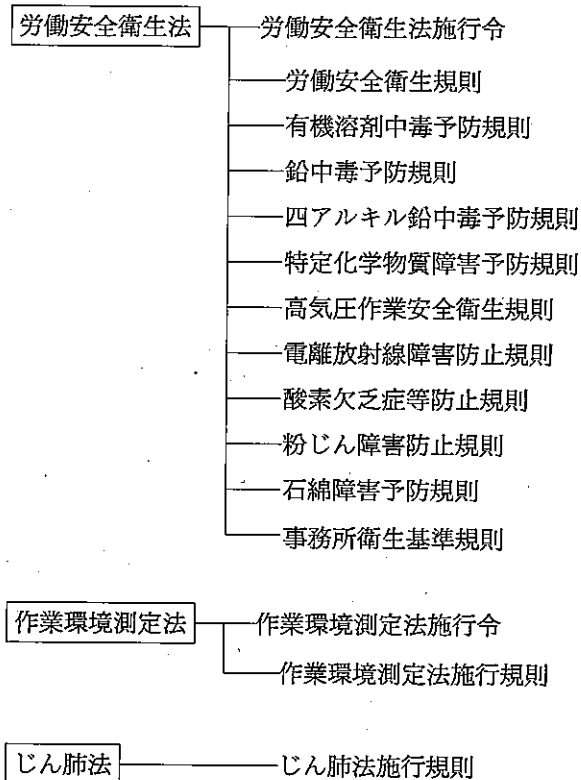 労働安全衛生法 労働安全衛生法施行令
労働安全衛生規則
有機溶剤中毒予防規則
鉛中毒予防規則
四アルキル鉛中毒予防規則
特定化学物質障害予防規則
高気圧作業安全衛生規則
電離放射線障害防止規則
酸素欠乏症等防止規則
粉じん障害防止規則
石綿障害予防規則
事務所衛生基準規則
作業環境測定法 作業環境測定法施行令
作業環境測定法施行規則
じん肺法 じん肺法施行規則